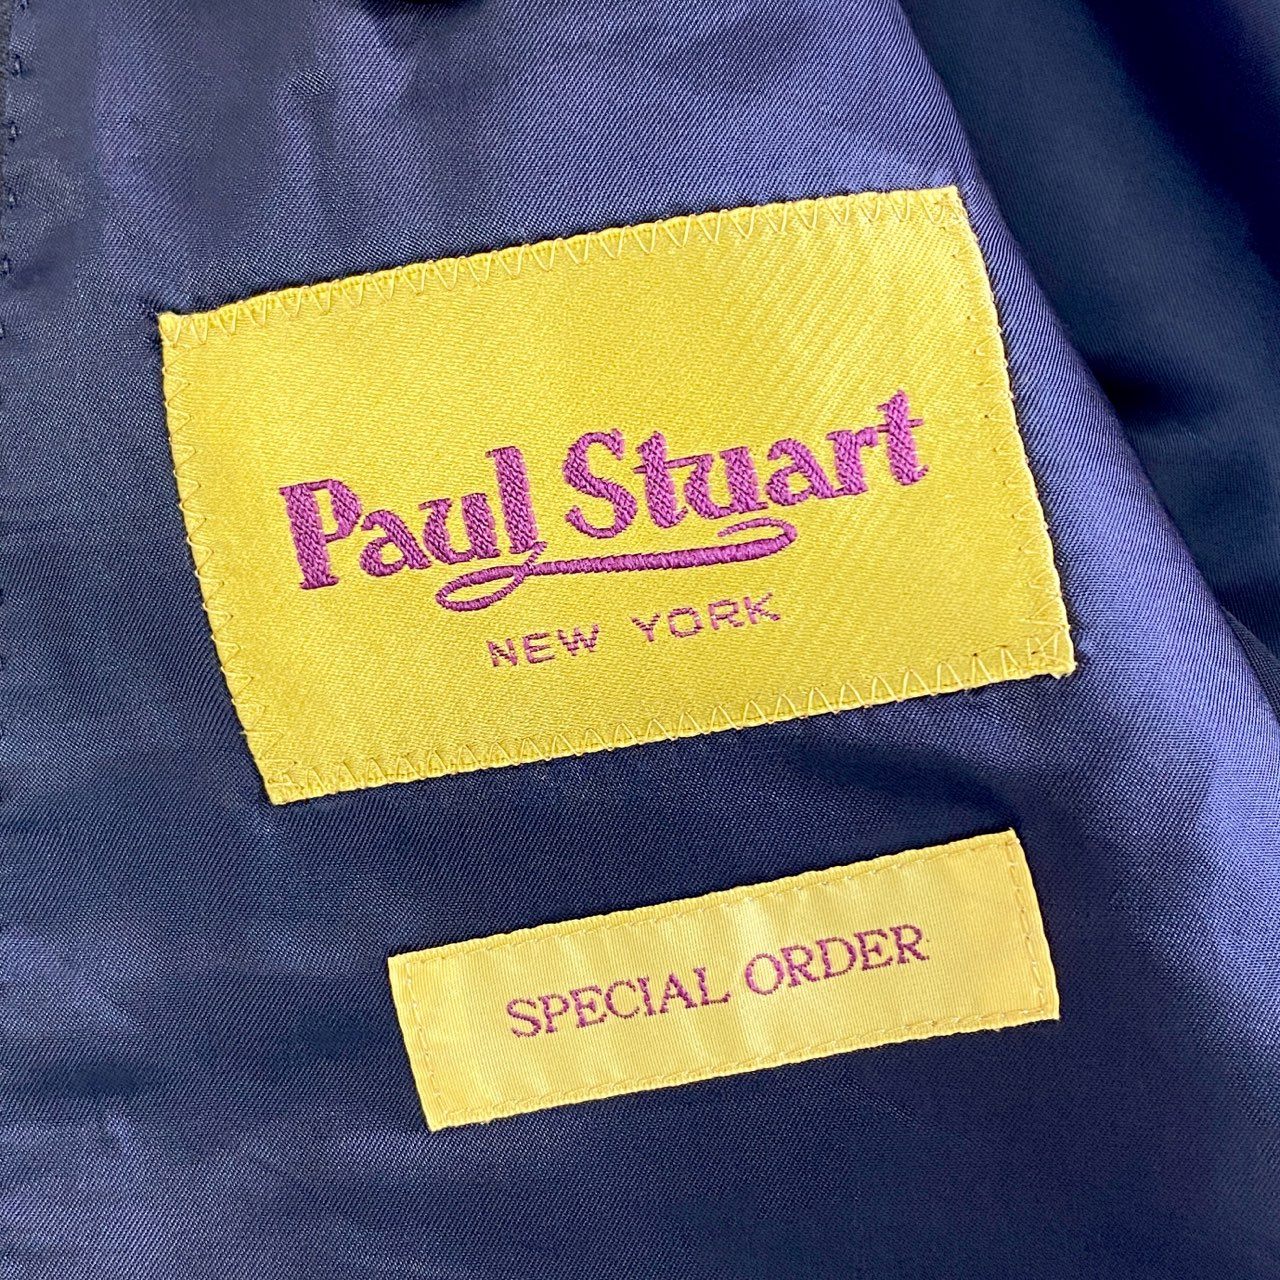 Paul Stuart
NEW YORK
SPECIAL ORDER